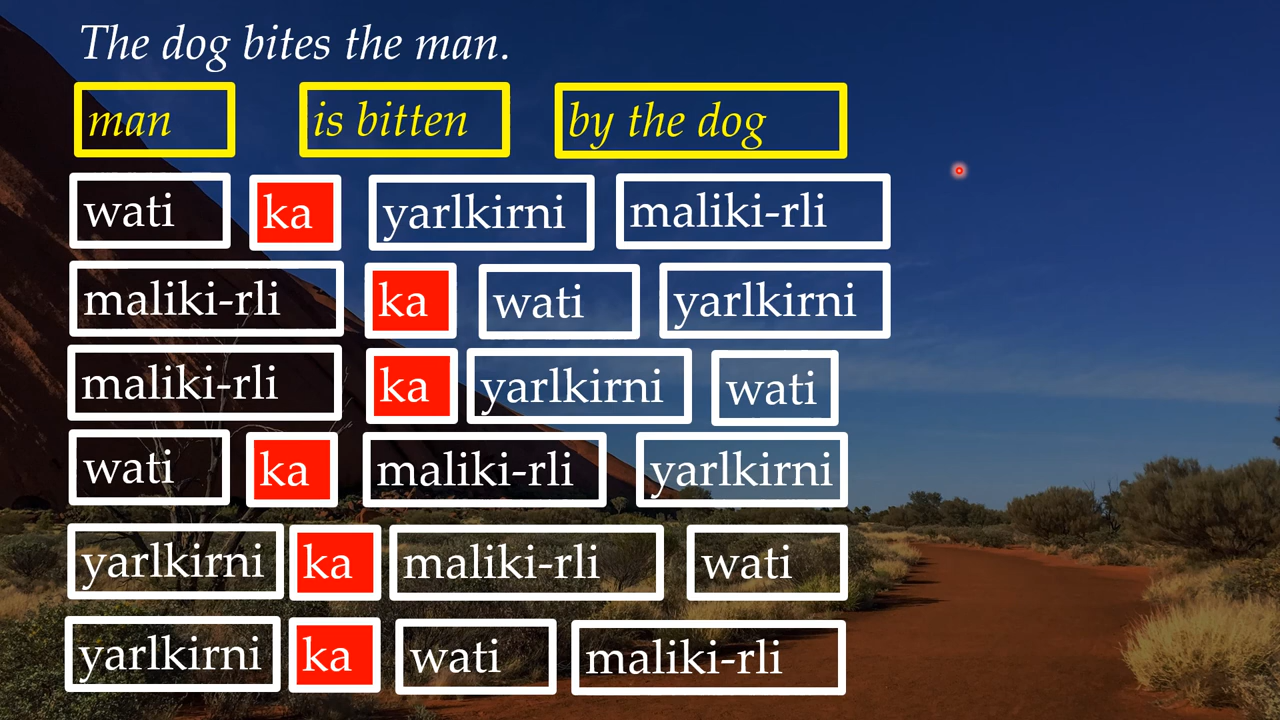 The dog bites the man.
man is bitten by the dog
wati ka yarlkirni maliki-rli
maliki-rli ka wati yarlkirni
maliki-rli ka yarlkirni wati
wati ka maliki-rli yarlkirni
yarlkirni ka maliki-rli wati
yarlkirni ka wati maliki-rli